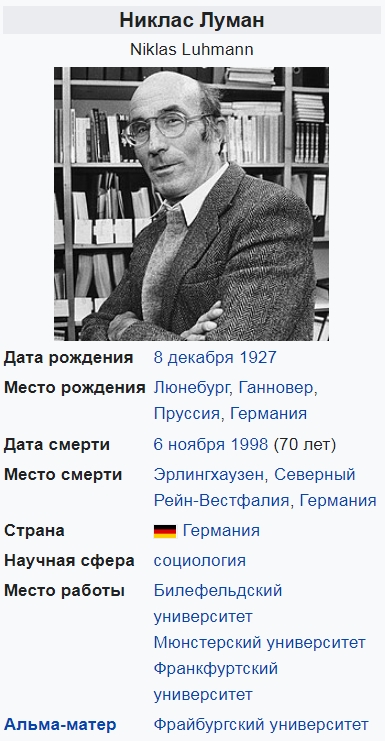 Никлас Луман
Niklas Luhmann
Дата рождения 8 декабря 1927
Место рождения Люнебург, Ганновер,
Пруссия, Германия
Дата смерти 6 ноября 1998 (70 лет)
Место смерти Эрлингхаузен, Северный
Рейн-Вестфалия, Германия
Страна Германия
Научная сфера социология
Место работы Билефельдский
университет
Мюнстерский университет
Франкфуртский
университет
Альма-матер Фрайбургский университет